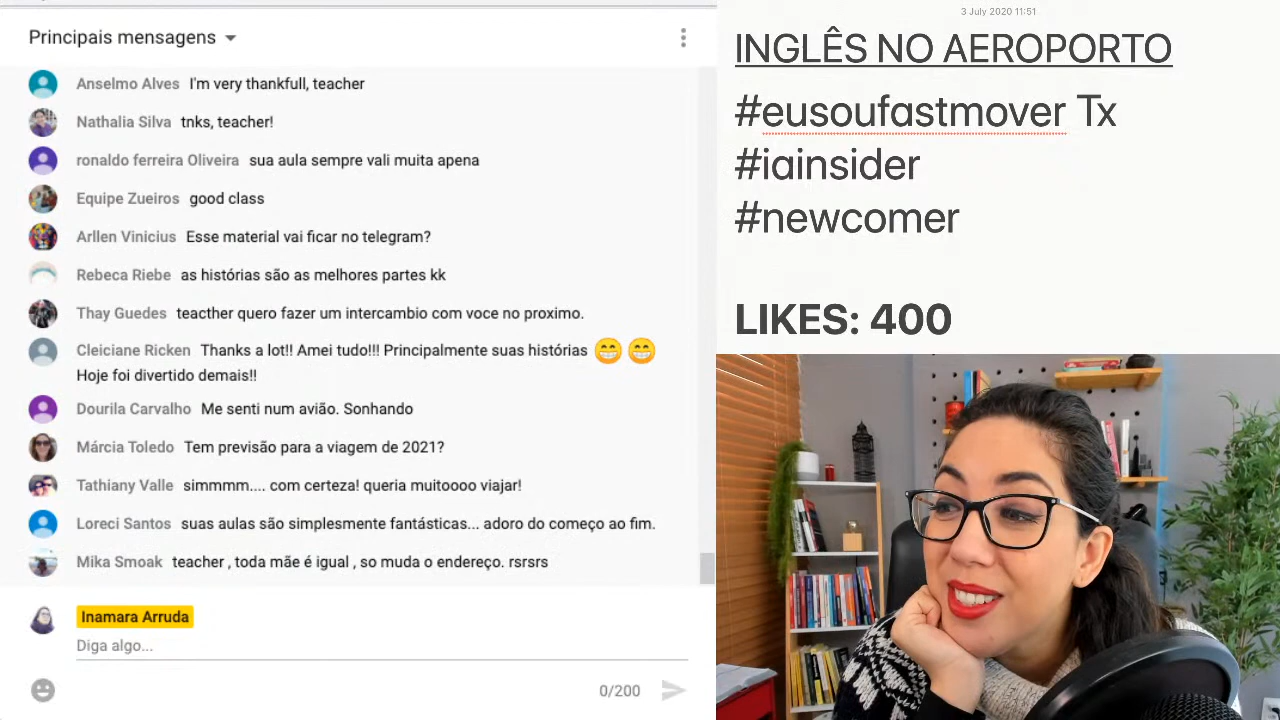 Principais mensagens
Anselmo Alves I'm very thankfull, teacher
Nathalia Silva tnks, teacher!
ronaldo ferreira Oliveira sua aula sempre vali muita apena
Equipe Zueiros good class
Arllen Vinicius Esse material vai ficar no telegram?
Rebeca Riebe as histórias são as melhores partes kk
Thay Guedes teacther quero fazer um intercambio com voce no proximo.
Cleiciane Ricken Thanks a lot!! Amei tudo!!! Principalmente suas histórias 😁 😁
Hoje foi divertido demais!!
Dourila Carvalho Me senti num avião. Sonhando
Márcia Toledo Tem previsão para a viagem de 2021?
Tathiany Valle simmmm.... com certeza! queria muitoooo viajar!
Loreci Santos suas aulas são simplesmente fantásticas... adoro do começo ao fim.
Mika Smoak teacher , toda mãe é igual , so muda o endereço. rsrsrs
Inamara Arruda
Diga algo...
0/200
3 July 2020 11:51
INGLÊS NO AEROPORTO
#eusoufastmover Tx
#iainsider
#newcomer
LIKES: 400